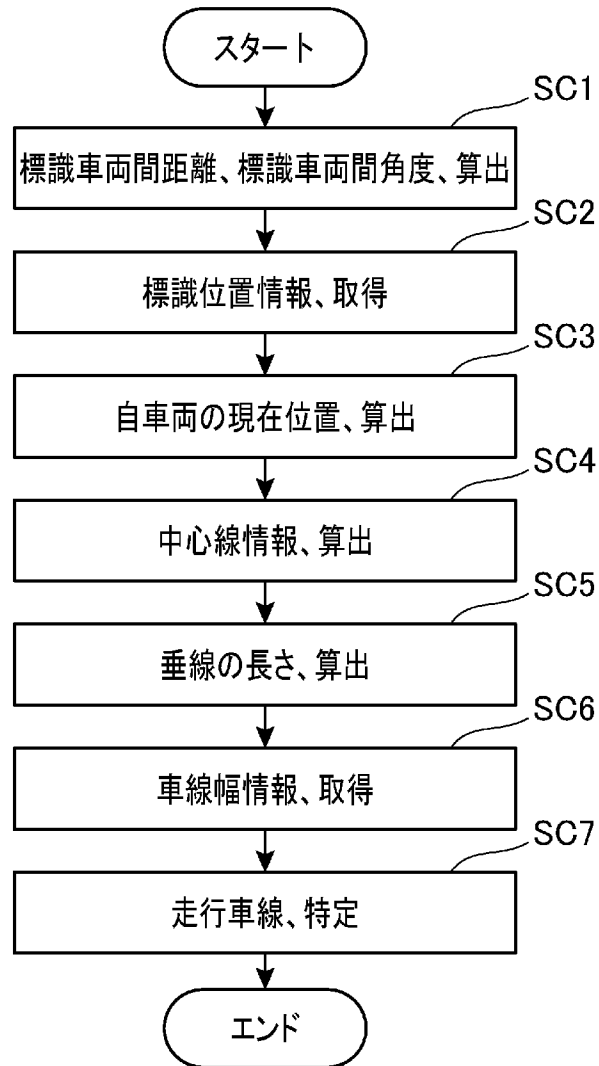 スタート
SC1
標識車両間距離、標識車両間角度、算出
SC2
標識位置情報、取得
SC3
自車両の現在位置、算出
SC4
中心線情報、算出
SC5
垂線の長さ、算出
SC6
車線幅情報、取得
SC7
走行車線、特定
エンド